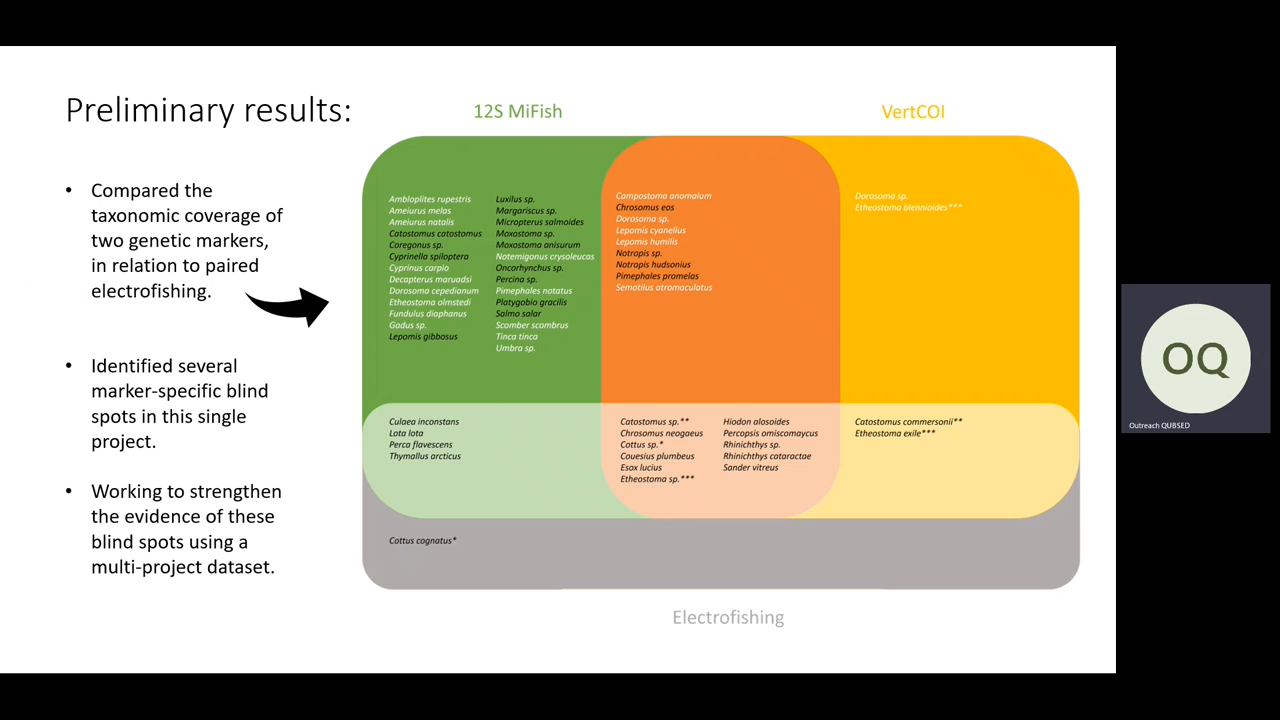 Preliminary results:
• Compared the
taxonomic coverage of
two genetic markers,
in relation to paired
electrofishing.
• Identified several
marker-specific blind
spots in this single
project.
• Working to strengthen
the evidence of these
blind spots using a
multi-project dataset.
12S MiFish
VertCOI
Ambloplites rupestris
Ameiurus melas
Ameiurus natalis
Catostomus catostomus
Coregonus sp.
Cyprinella spiloptera
Cyprinus carpio
Decapterus maruadsi
Dorosoma cepedianum
Etheostoma olmstedi
Fundulus diaphanus
Gadus sp.
Lepomis gibbosus
Luxilus sp.
Margariscus sp.
Micropterus salmoides
Moxostoma sp.
Moxostoma anisurum
Notemigonus crysoleucas
Oncorhynchus sp.
Percina sp.
Pimephales notatus
Platygobio gracilis
Salmo salar
Scomber scombrus
Tinca tinca
Umbra sp.
Campostoma anomalum
Chrosomus eos
Dorosoma sp.
Lepomis cyanellus
Lepomis humilis
Notropis sp.
Notropis hudsonius
Pimephales promelas
Semotilus atromaculatus
Dorosoma sp.
Etheostoma blennioides***
Culaea inconstans
Lota lota
Perca flavescens
Thymallus arcticus
Catostomus sp.**
Chrosomus neogaeus
Cottus sp.*
Couesius plumbeus
Esox lucius
Etheostoma sp.***
Hiodon alosoides
Percopsis omiscomaycus
Rhinichthys sp.
Rhinichthys cataractae
Sander vitreus
Catostomus commersonii**
Etheostoma exile***
Cottus cognatus*
Electrofishing
OQ
Outreach QUBSED